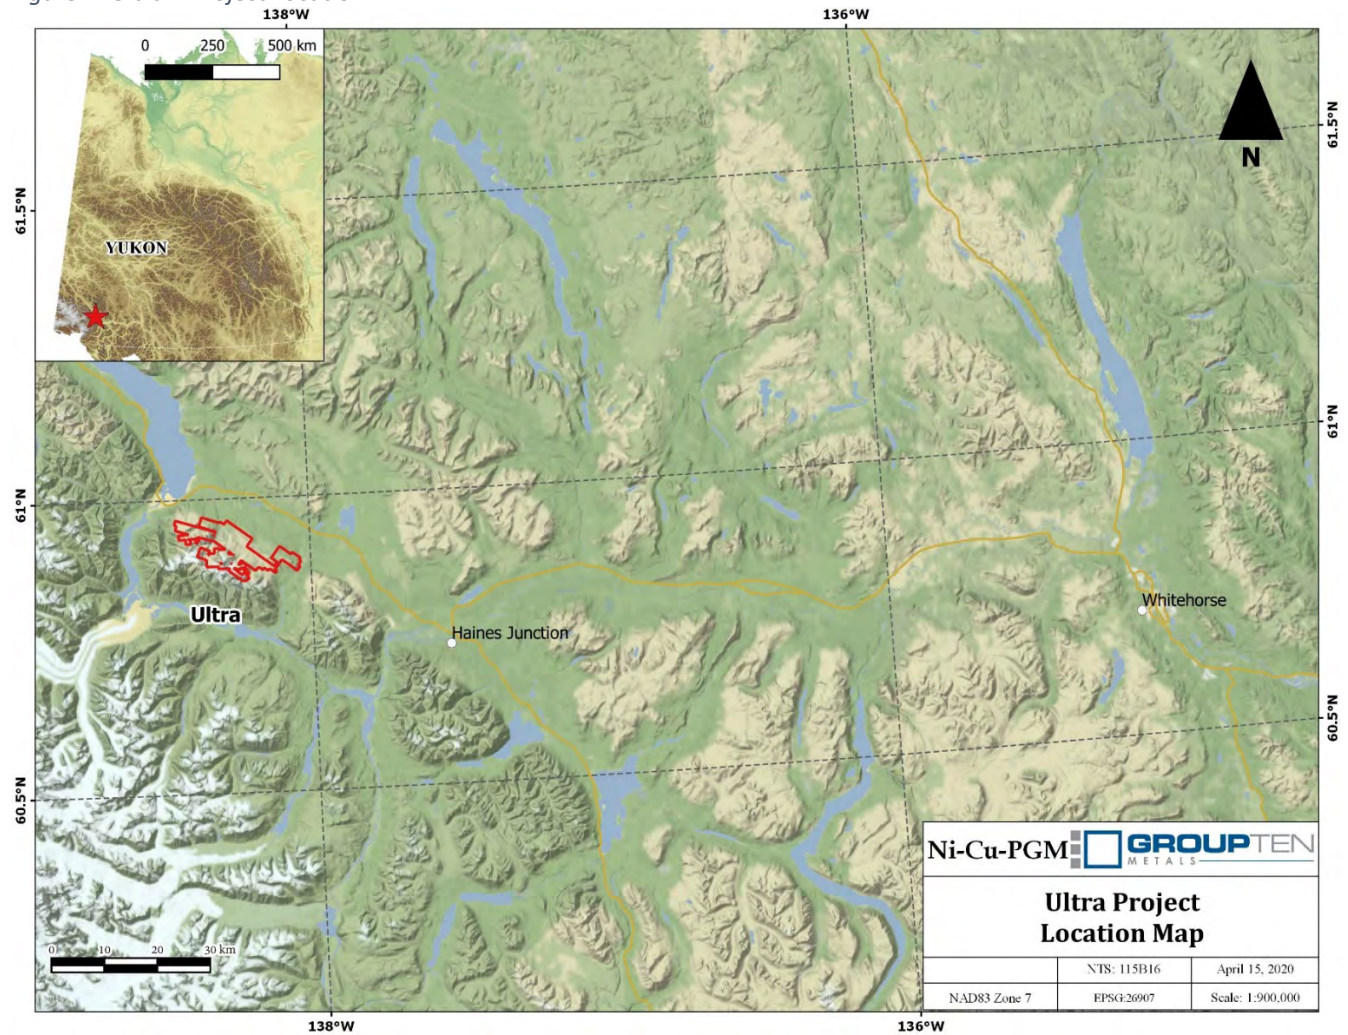 138°W
136°W
0 250 500 km
YUKON
N
61.5°N
61.5°N
61°N
61°N
60.5°N
60.5°N
Ultra
Haines Junction
Whitehorse
0 10 20 30 km
Ni-Cu-PGM
GROUP TEN
METALS
Ultra Project
Location Map
NTS: 115B16
April 15, 2020
NAD83 Zone 7
EPSG:26907
Scale: 1:900,000
138°W
136°W